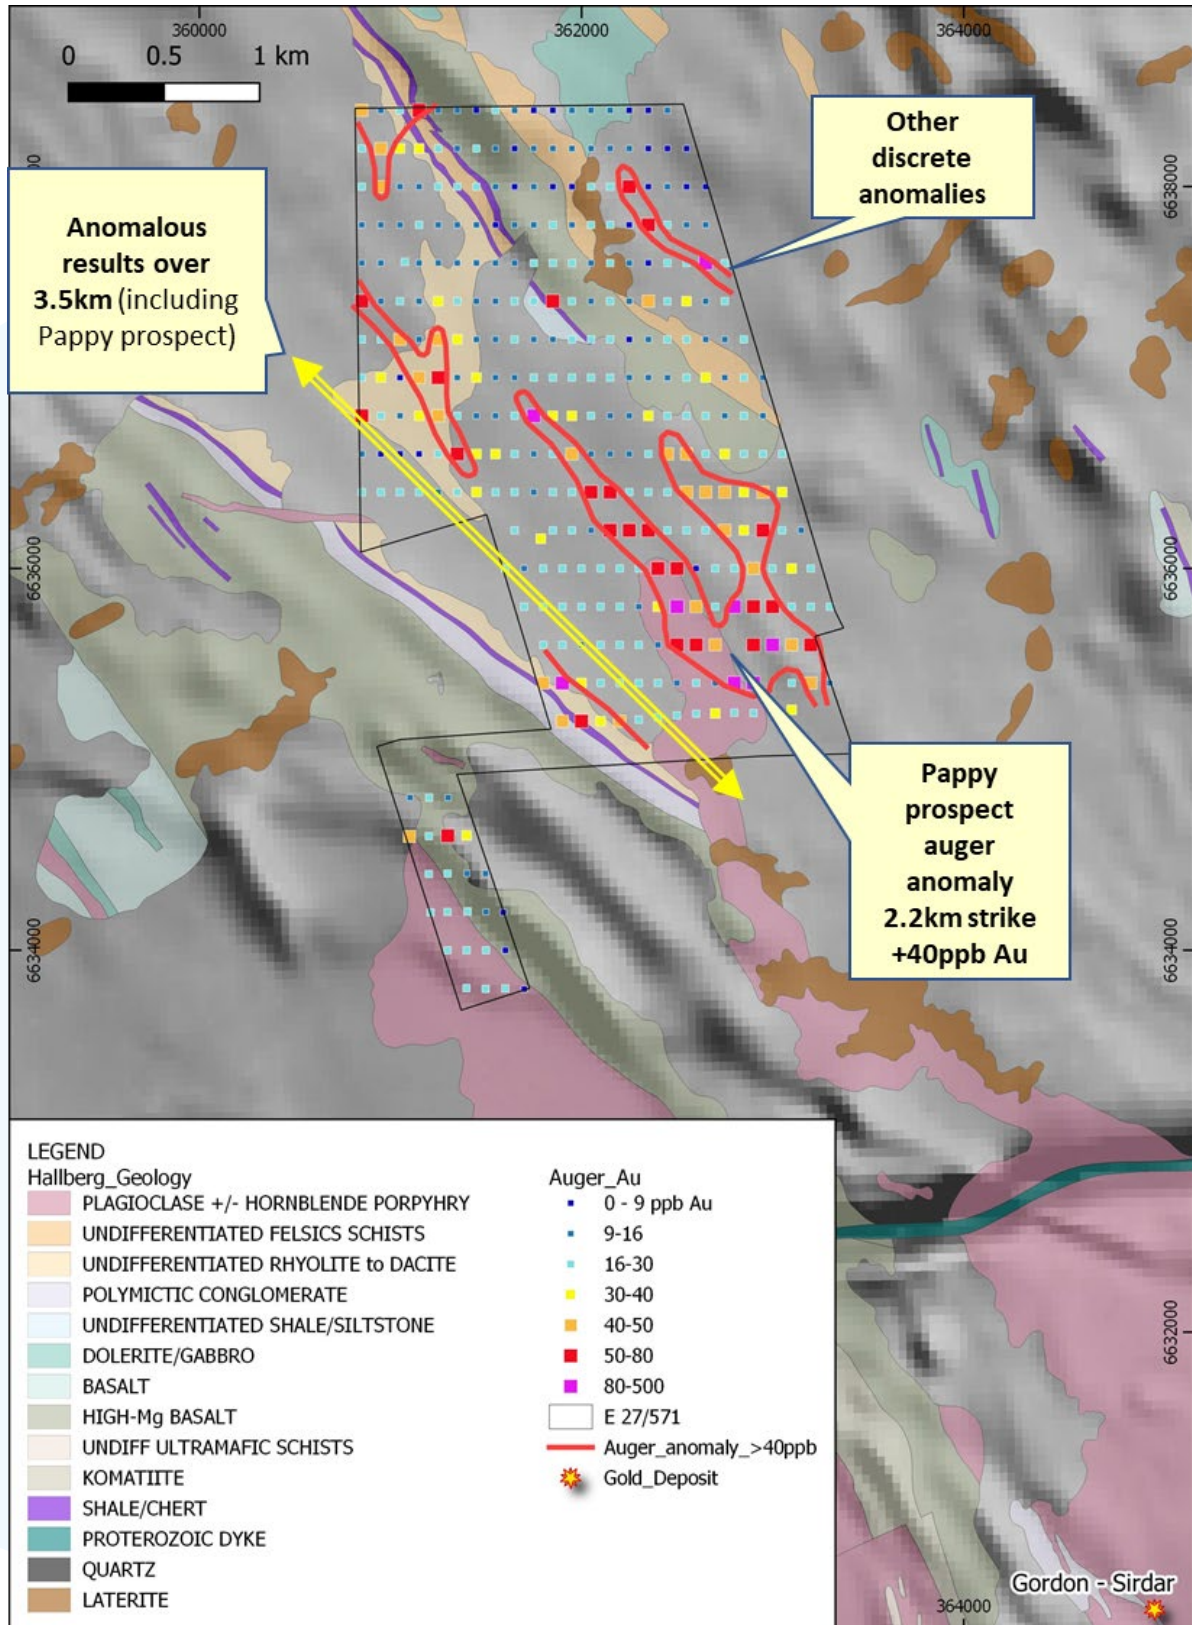 360000
362000
364000
0 0.5 1 km
Other
discrete
anomalies
00
6638000
Anomalous
results over
3.5km (including
Pappy prospect)
6636000
6636000
Pappy
prospect
auger
anomaly
2.2km strike
+40ppb Au
6634000
6634000
LEGEND
Hallberg_Geology
PLAGIOCLASE +/- HORNBLENDE PORPYHRY
UNDIFFERENTIATED FELSICS SCHISTS
UNDIFFERENTIATED RHYOLITE to DACITE
POLYMICTIC CONGLOMERATE
UNDIFFERENTIATED SHALE/SILTSTONE
DOLERITE/GABBRO
BASALT
HIGH-Mg BASALT
UNDIFF ULTRAMAFIC SCHISTS
KOMATIITE
SHALE/CHERT
PROTEROZOIC DYKE
QUARTZ
LATERITE
Auger_Au
0 - 9 ppb Au
9-16
16-30
30-40
40-50
50-80
80-500
E 27/571
Auger_anomaly_>40ppb
Gold_Deposit
6632000
Gordon - Sirdar
364000